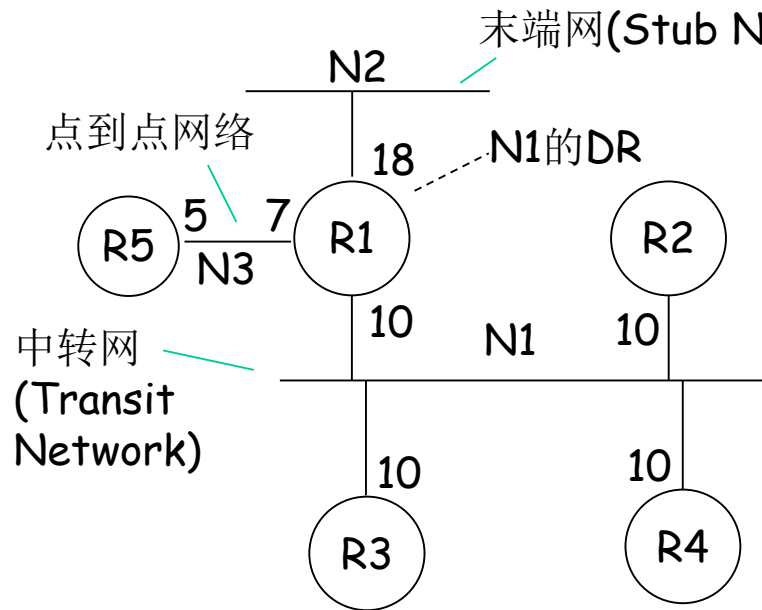 末端网(Stub N
N2
点到点网络
18
N1的DR
5
7
R5
R1
R2
N3
10
N1
10
中转网
(Transit
Network)
10
10
R3
R4